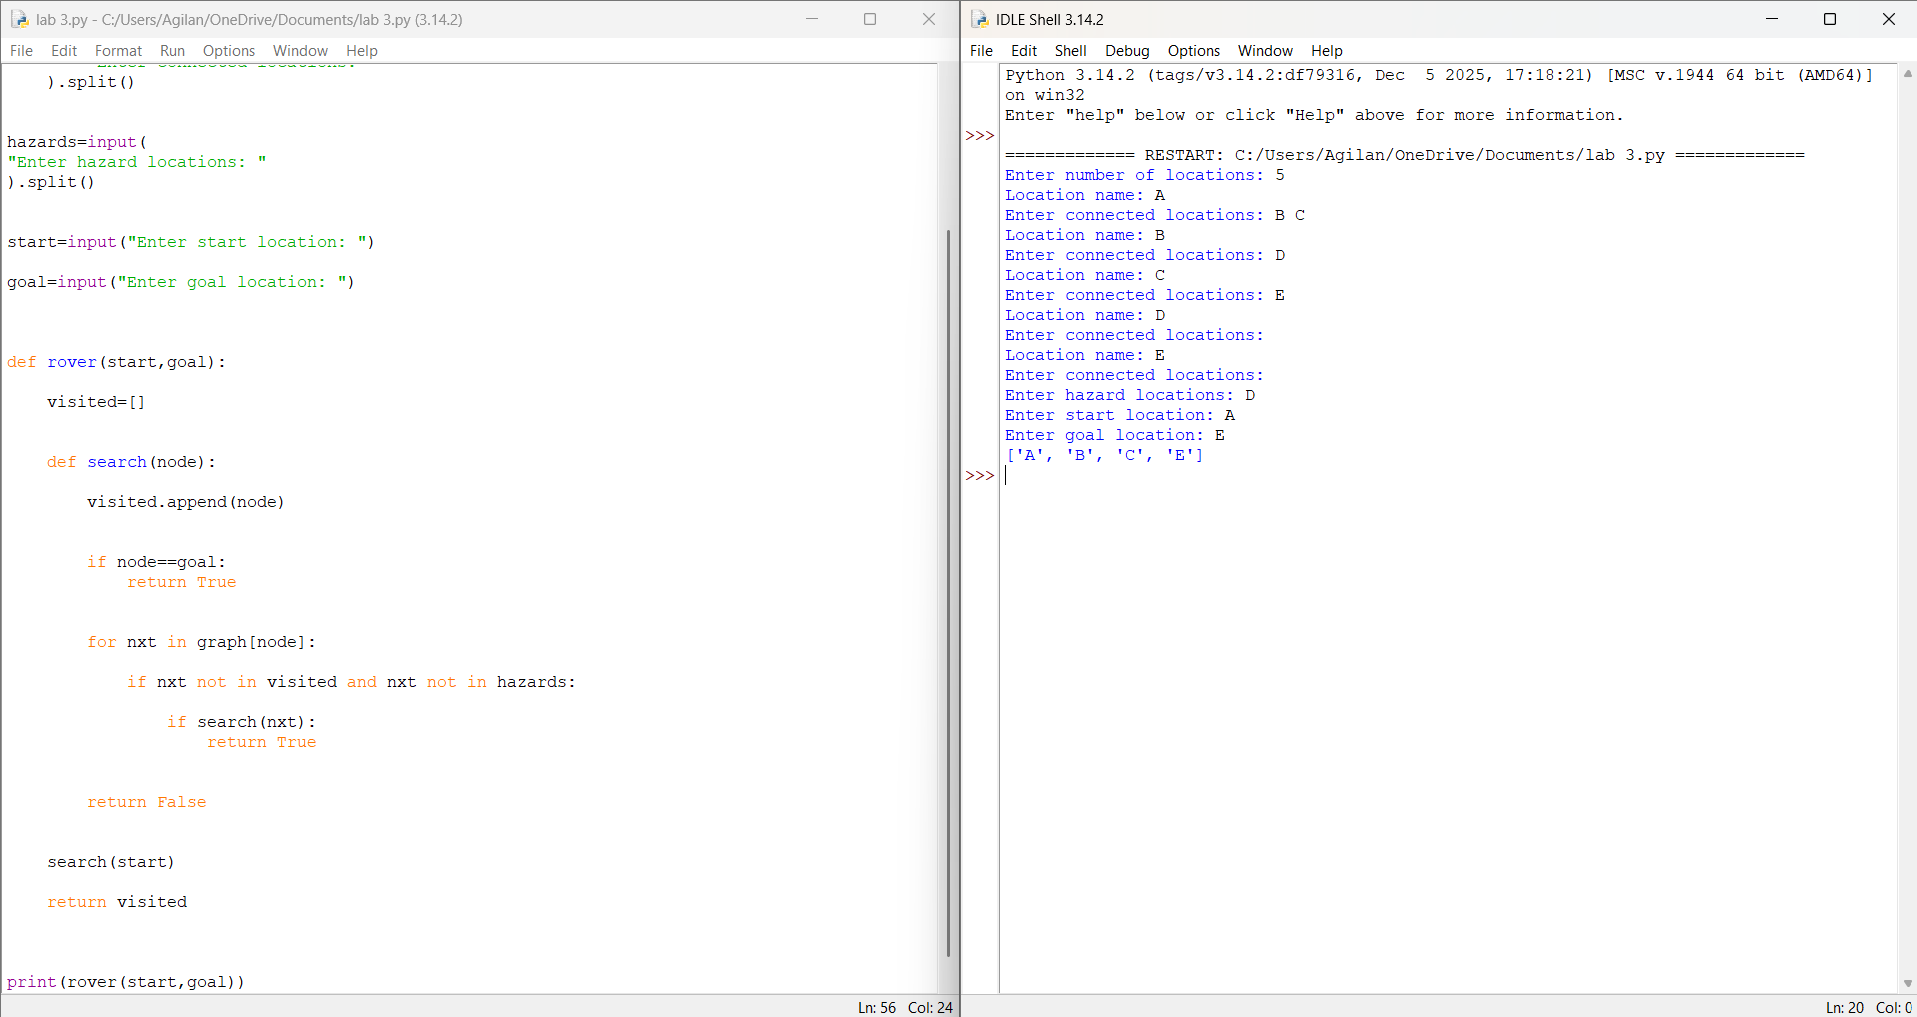 lab 3.py - C:/Users/Agilan/OneDrive/Documents/lab 3.py (3.14.2)
File Edit Format Run Options Window Help
"Enter connected locations: "
    ).split()
hazards=input(
"Enter hazard locations: "
).split()
start=input("Enter start location: ")
goal=input("Enter goal location: ")
def rover(start,goal):
    visited=[]
    def search(node):
        visited.append(node)
        if node==goal:
            return True
        for nxt in graph[node]:
            if nxt not in visited and nxt not in hazards:
                if search(nxt):
                    return True
        return False
    search(start)
    return visited
print(rover(start,goal))
Ln: 56 Col: 24
IDLE Shell 3.14.2
File Edit Shell Debug Options Window Help
Python 3.14.2 (tags/v3.14.2:df79316, Dec  5 2025, 17:18:21) [MSC v.1944 64 bit (AMD64)]
on win32
Enter "help" below or click "Help" above for more information.
>>>
============= RESTART: C:/Users/Agilan/OneDrive/Documents/lab 3.py =============
Enter number of locations: 5
Location name: A
Enter connected locations: B C
Location name: B
Enter connected locations: D
Location name: C
Enter connected locations: E
Location name: D
Enter connected locations:
Location name: E
Enter connected locations:
Enter hazard locations: D
Enter start location: A
Enter goal location: E
['A', 'B', 'C', 'E']
>>>
Ln: 20 Col: 0